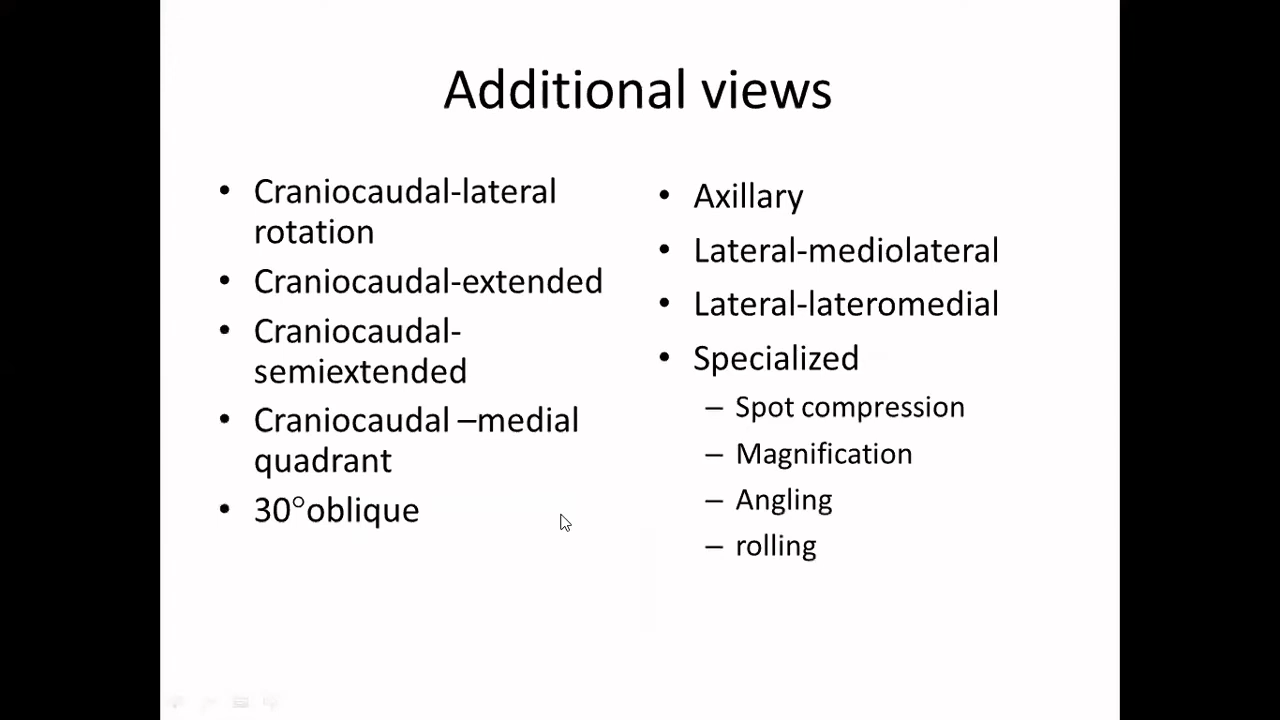 Additional views
• Craniocaudal-lateral
rotation
• Craniocaudal-extended
• Craniocaudal-
semiextended
• Craniocaudal –medial
quadrant
• 30°oblique
• Axillary
• Lateral-mediolateral
• Lateral-lateromedial
• Specialized
– Spot compression
– Magnification
– Angling
– rolling